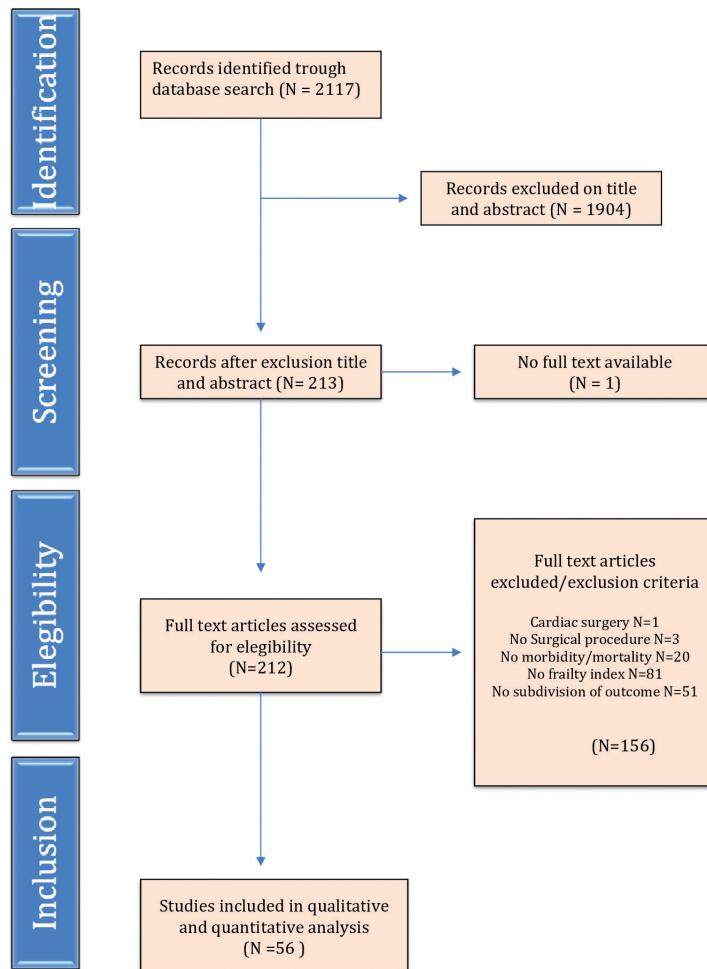 Identification
Records identified trough
database search (N = 2117)
Records excluded on title
and abstract (N = 1904)
Screening
Records after exclusion title
and abstract (N= 213)
No full text available
(N = 1)
Elegibility
Full text articles assessed
for elegibility
(N=212)
Full text articles
excluded/exclusion criteria
Cardiac surgery N=1
No Surgical procedure N=3
No morbidity/mortality N=20
No frailty index N=81
No subdivision of outcome N=51
(N=156)
Inclusion
Studies included in qualitative
and quantitative analysis
(N =56 )